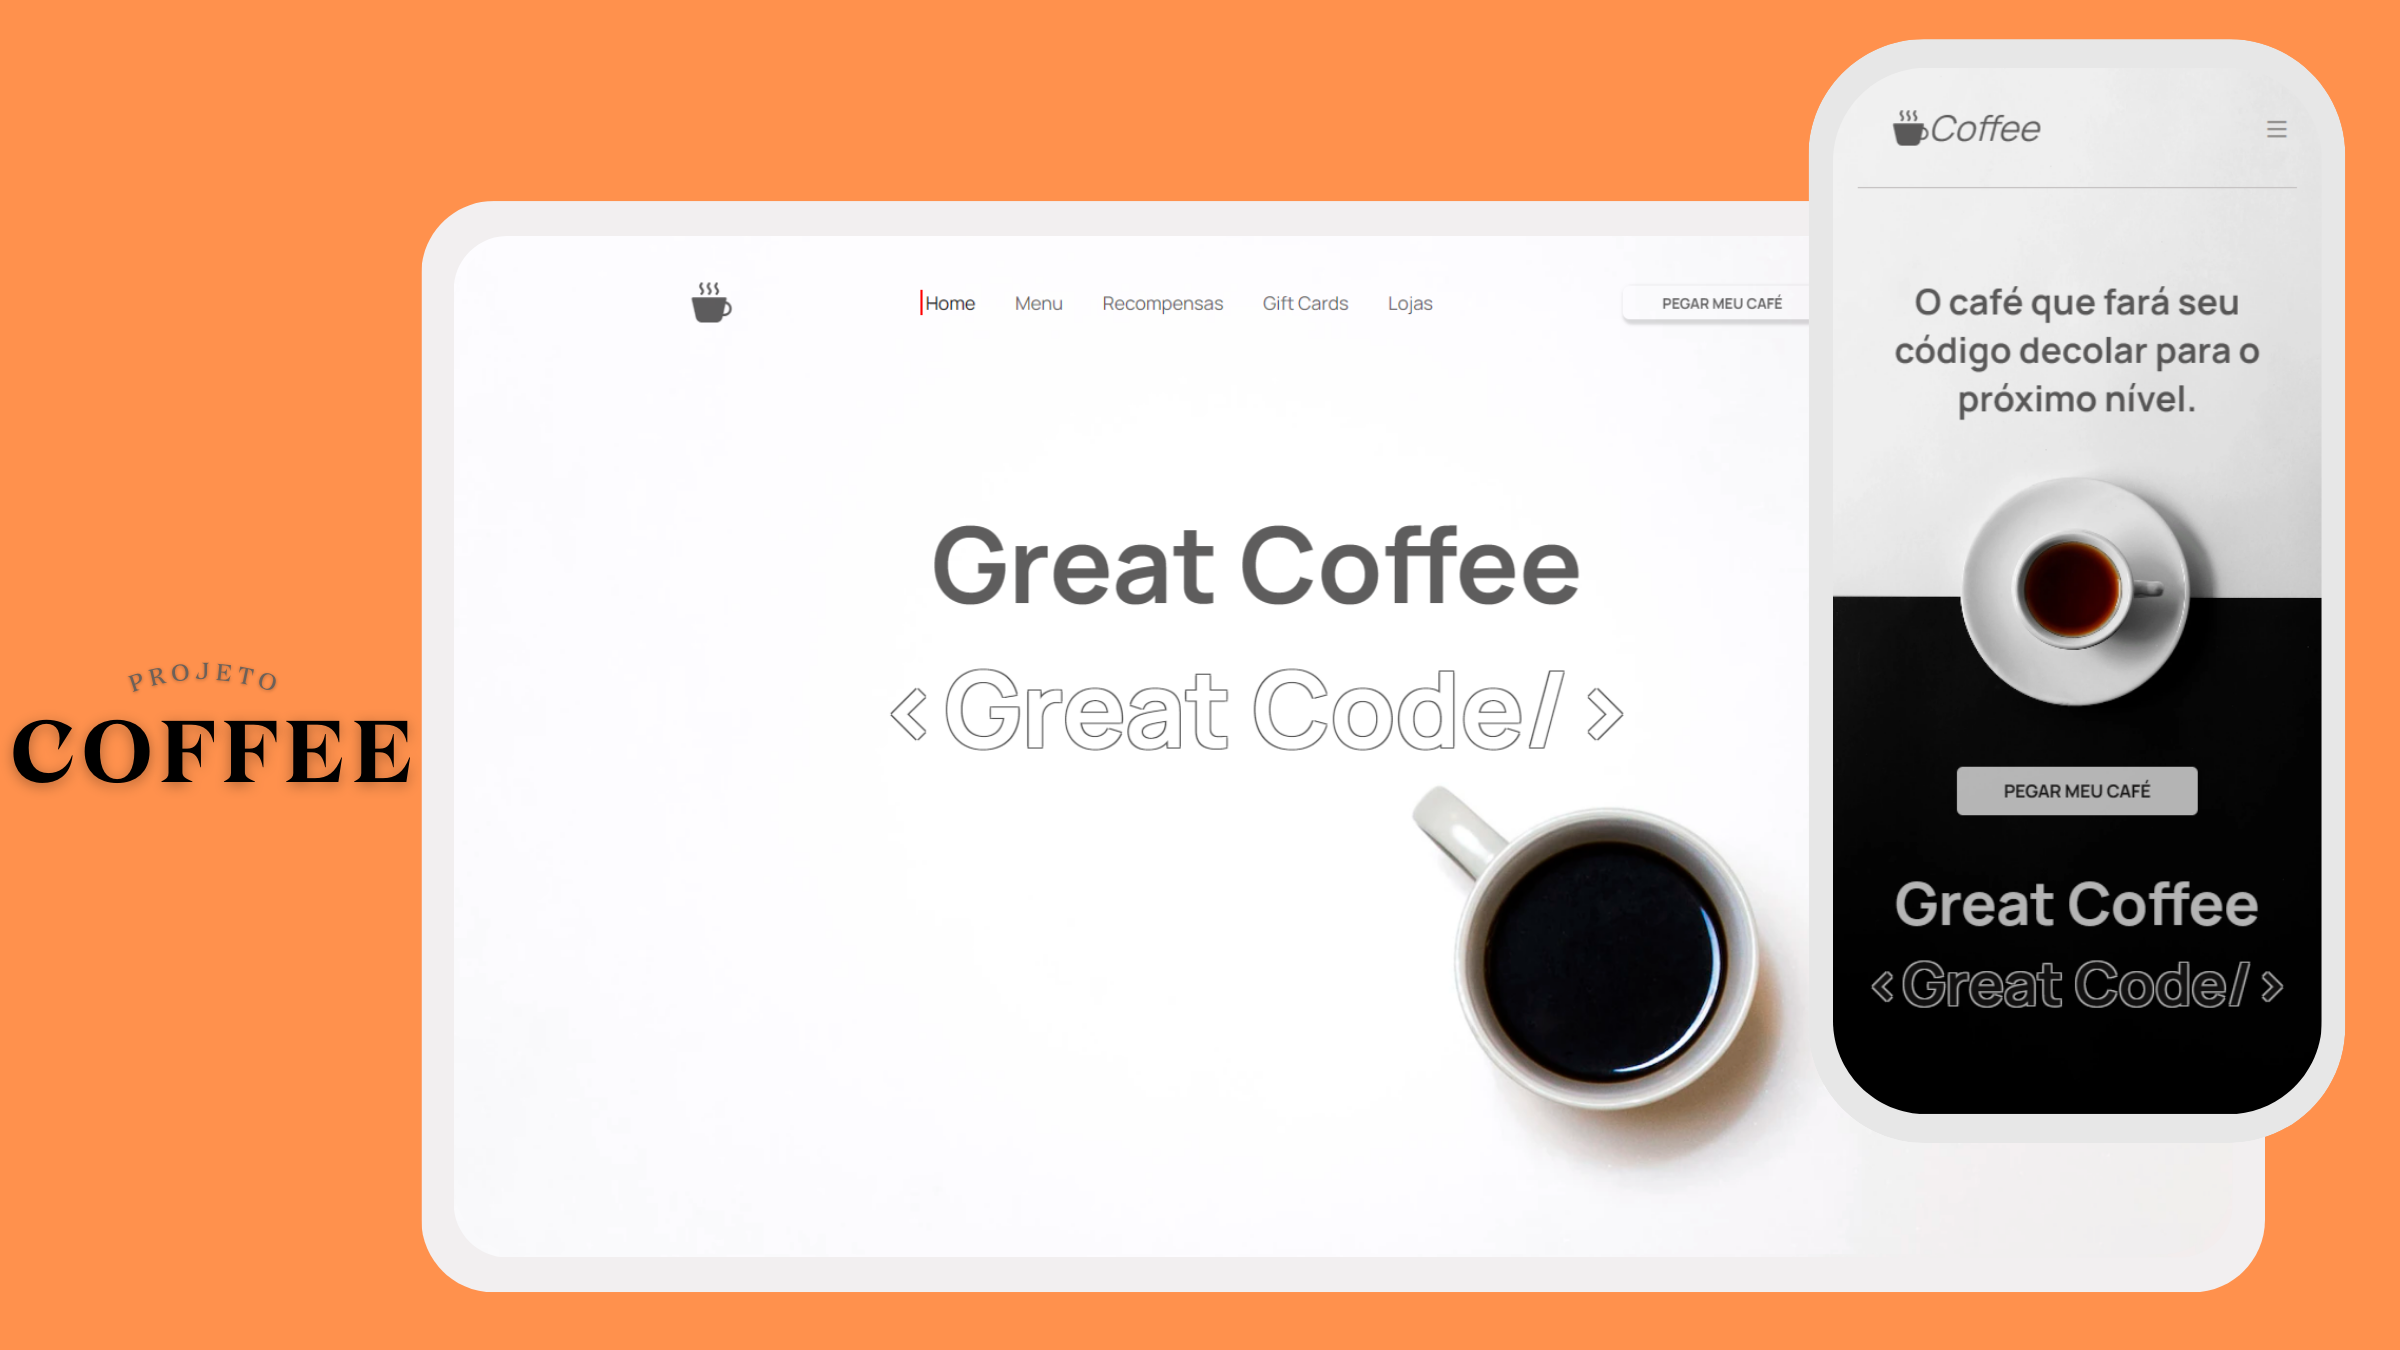 PROJETO
COFFEE
Home Menu Recompensas Gift Cards Lojas PEGAR MEU CAFÉ
Great Coffee
<Great Code/>
Coffee
O café que fará seu
código decolar para o
próximo nível.
PEGAR MEU CAFÉ
Great Coffee
<Great Code/>